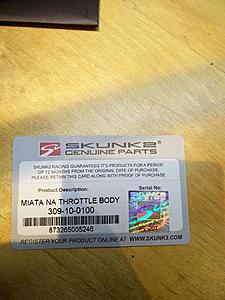 SKUNK2
GENUINE PARTS
SKUNK2 RACING GUARANTEES IT'S PRODUCTS FOR A PERIOD
OF 12 MONTHS FROM THE ORIGINAL DATE OF PURCHASE
PLEASE RETAIN THIS CARD ALONG WITH PROOF OF PURCHASE
Product Description:
Serial No:
MIATA NA THROTTLE BODY
309-10-0100
873265005246
REGISTER YOUR PRODUCT ONLINE AT WWW.SKUNK2.COM